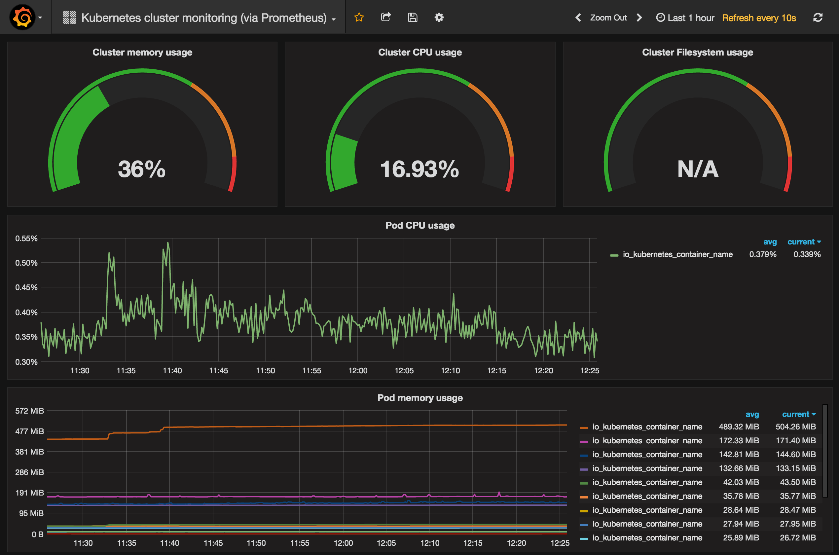 Kubernetes cluster monitoring (via Prometheus)
Zoom Out
Last 1 hour
Refresh every 10s
Cluster memory usage
36%
Cluster CPU usage
16.93%
Cluster Filesystem usage
N/A
Pod CPU usage
0.55%
0.50%
0.45%
0.40%
0.35%
0.30%
11:30 11:35 11:40 11:45 11:50 11:55 12:00 12:05 12:10 12:15 12:20 12:25
avg current
io_kubernetes_container_name 0.379% 0.339%
Pod memory usage
572 MiB
477 MiB
381 MiB
286 MiB
191 MiB
95 MiB
0 B
11:30 11:35 11:40 11:45 11:50 11:55 12:00 12:05 12:10 12:15 12:20 12:25
avg current
io_kubernetes_container_name 489.32 MiB 504.26 MiB
io_kubernetes_container_name 172.33 MiB 171.40 MiB
io_kubernetes_container_name 142.81 MiB 144.60 MiB
io_kubernetes_container_name 132.66 MiB 133.15 MiB
io_kubernetes_container_name 42.03 MiB 43.50 MiB
io_kubernetes_container_name 35.78 MiB 35.77 MiB
io_kubernetes_container_name 28.64 MiB 28.47 MiB
io_kubernetes_container_name 27.94 MiB 27.95 MiB
io_kubernetes_container_name 25.89 MiB 26.72 MiB